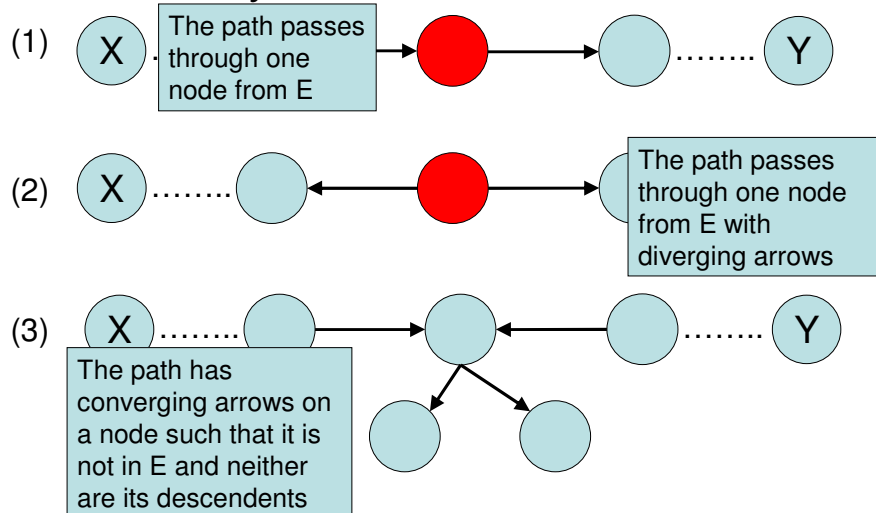 (1)
X
The path passes
through one
node from E
Y
(2)
X
The path passes
through one node
from E with
diverging arrows
(3)
X
Y
The path has
converging arrows on
a node such that it is
not in E and neither
are its descendents